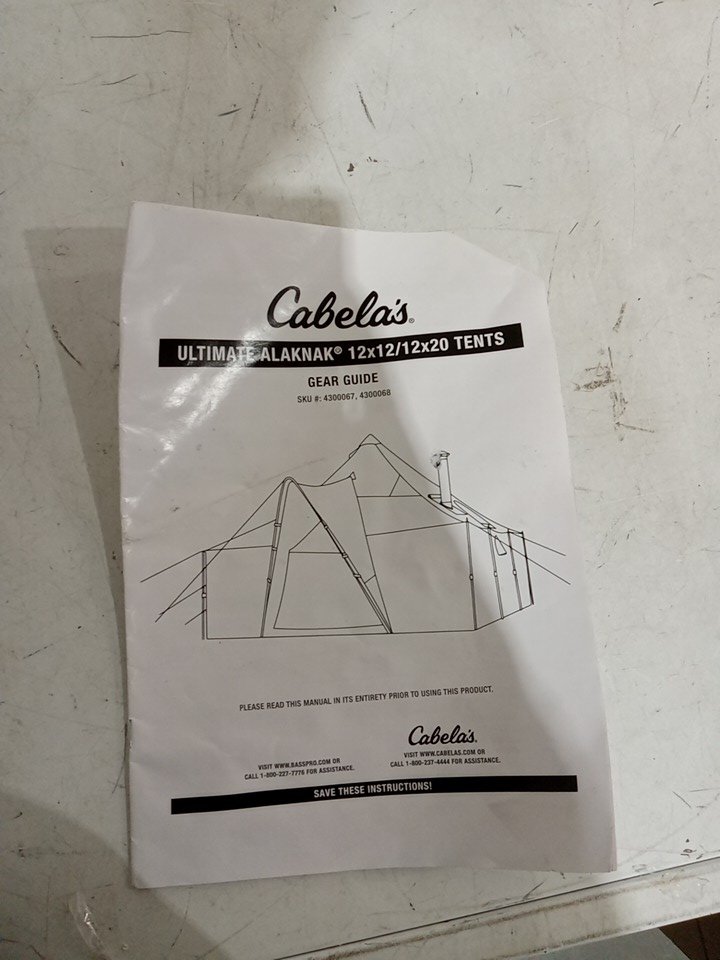 Cabela's®
ULTIMATE ALAKNAK® 12x12/12x20 TENTS
GEAR GUIDE
SKU #: 4300067, 4300068
PLEASE READ THIS MANUAL IN ITS ENTIRETY PRIOR TO USING THIS PRODUCT.
VISIT WWW.BASSPRO.COM OR
CALL 1-800-227-7776 FOR ASSISTANCE.
Cabela's®
VISIT WWW.CABELAS.COM OR
CALL 1-800-237-4444 FOR ASSISTANCE.
SAVE THESE INSTRUCTIONS!